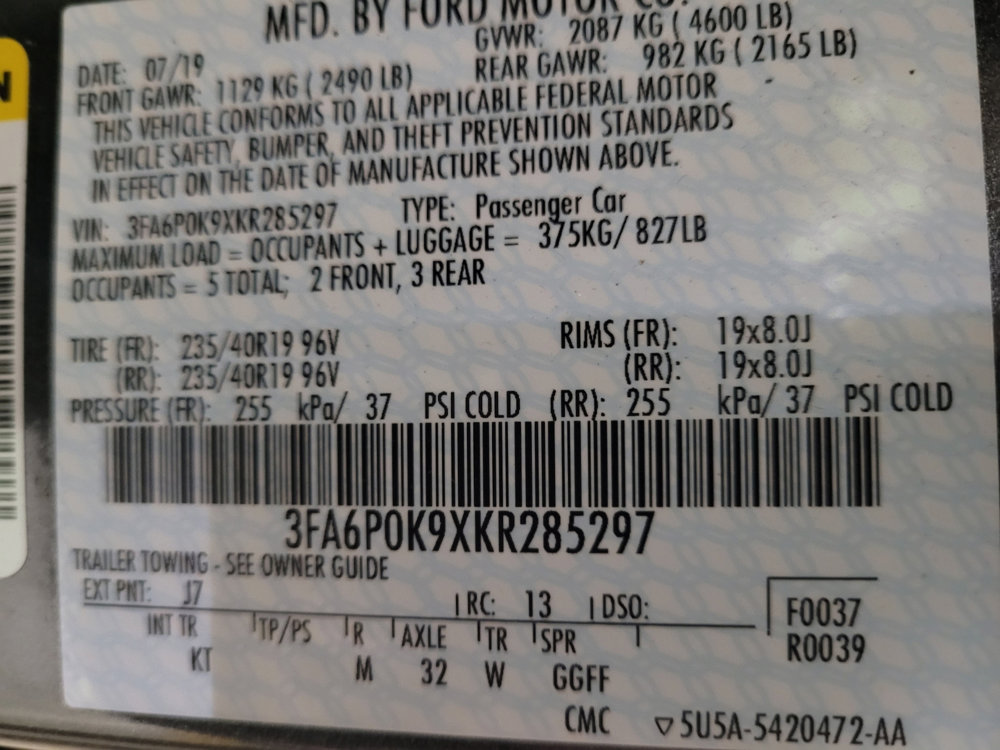 MFD. BY FORD MOTOR CO.
DATE: 07/19 GVWR: 2087 KG ( 4600 LB)
FRONT GAWR: 1129 KG ( 2490 LB) REAR GAWR: 982 KG ( 2165 LB)
THIS VEHICLE CONFORMS TO ALL APPLICABLE FEDERAL MOTOR
VEHICLE SAFETY, BUMPER, AND THEFT PREVENTION STANDARDS
IN EFFECT ON THE DATE OF MANUFACTURE SHOWN ABOVE.
VIN: 3FA6P0K9XKR285297 TYPE: Passenger Car
MAXIMUM LOAD = OCCUPANTS + LUGGAGE = 375KG/ 827LB
OCCUPANTS = 5 TOTAL; 2 FRONT, 3 REAR
TIRE (FR): 235/40R19 96V RIMS (FR): 19x8.0J
(RR): 235/40R19 96V (RR): 19x8.0J
PRESSURE (FR): 255 kPa/ 37 PSI COLD (RR): 255 kPa/ 37 PSI COLD
3FA6P0K9XKR285297
TRAILER TOWING - SEE OWNER GUIDE
EXT PNT: J7 RC: 13 DSO: F0037
INT TR TP/PS R AXLE TR SPR R0039
KT M 32 W GGFF
CMC ▽5U5A-5420472-AA